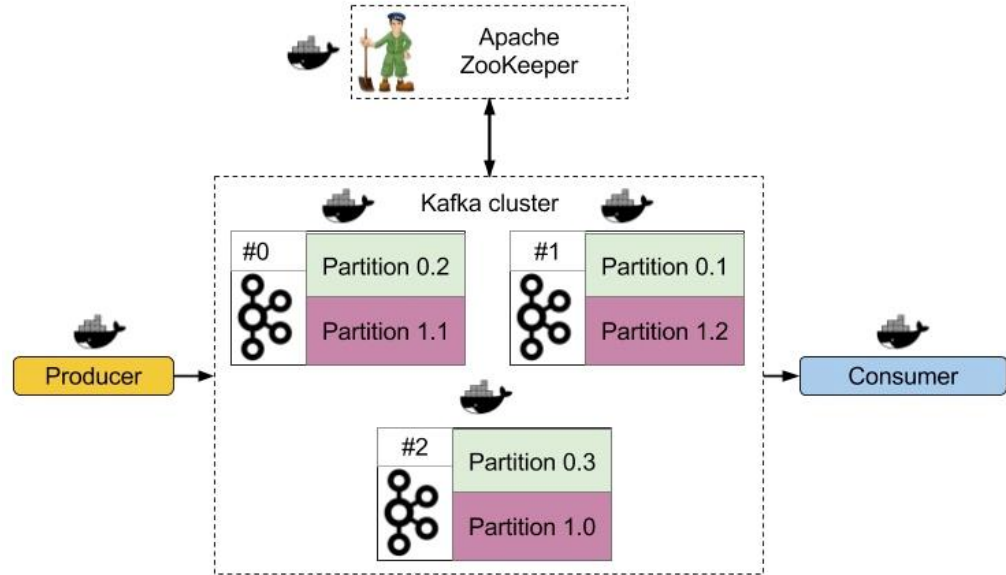 Apache
ZooKeeper
Kafka cluster
#0
Partition 0.2
Partition 1.1
#1
Partition 0.1
Partition 1.2
Producer
Consumer
#2
Partition 0.3
Partition 1.0